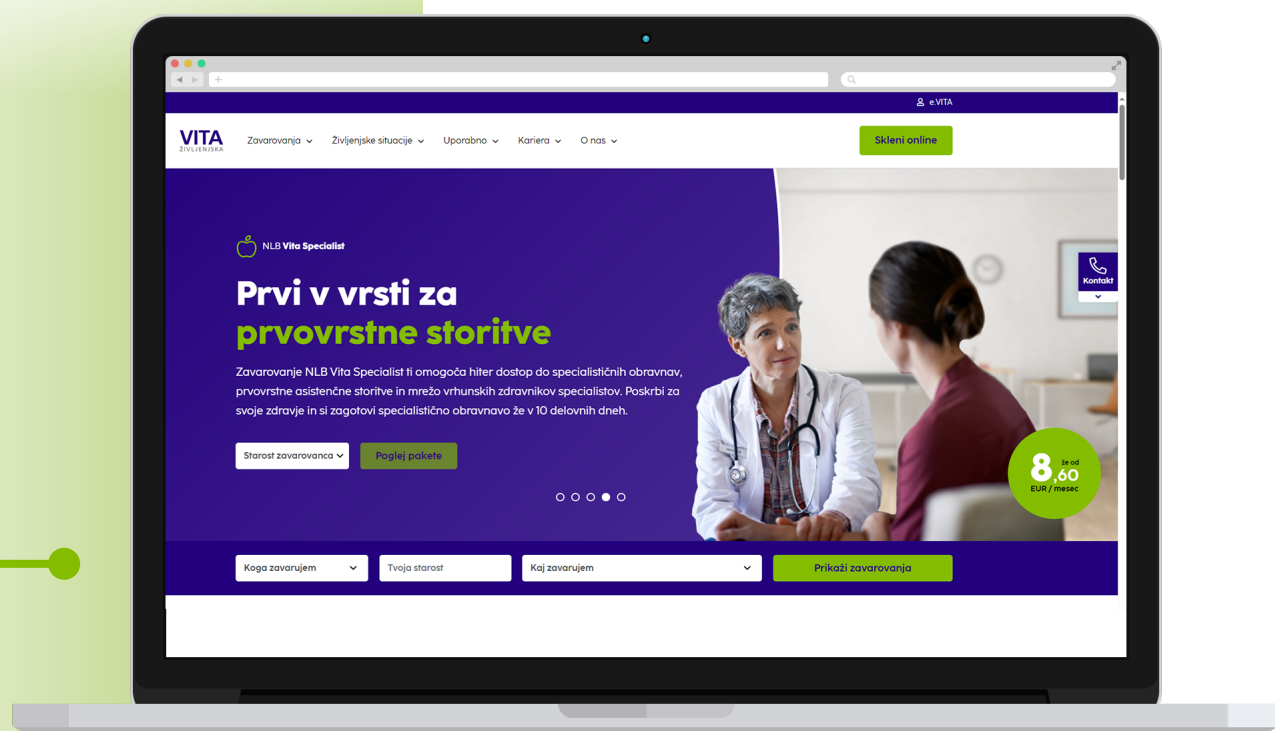 e.VITA
VITA
ŽIVLJENJSKA
Zavarovanja
Življenjske situacije
Uporabno
Kariera
O nas
Skleni online
NLB Vita Specialist
Prvi v vrsti za
prvovrstne storitve
Zavarovanje NLB Vita Specialist ti omogoča hiter dostop do specialističnih obravnav,
prvovrstne asistenčne storitve in mrežo vrhunskih zdravnikov specialistov. Poskrbi za
svoje zdravje in si zagotovi specialistično obravnavo že v 10 delovnih dneh.
Starost zavarovanca
Poglej pakete
Kontakt
že od
8,60
EUR / mesec
Koga zavarujem
Tvoja starost
Kaj zavarujem
Prikaži zavarovanja